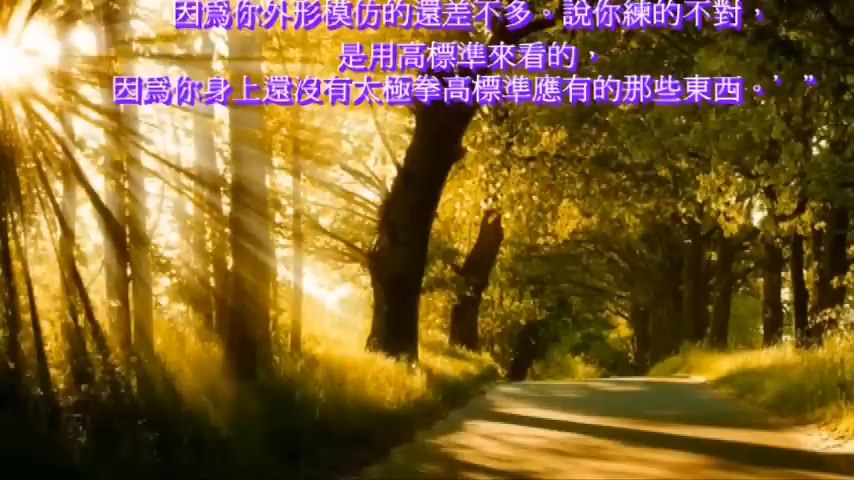 因爲你外形模仿的還差不多。說你練的不對，
是用高標準來看的，
因爲你身上還沒有太極拳高標準應有的那些東西。’”